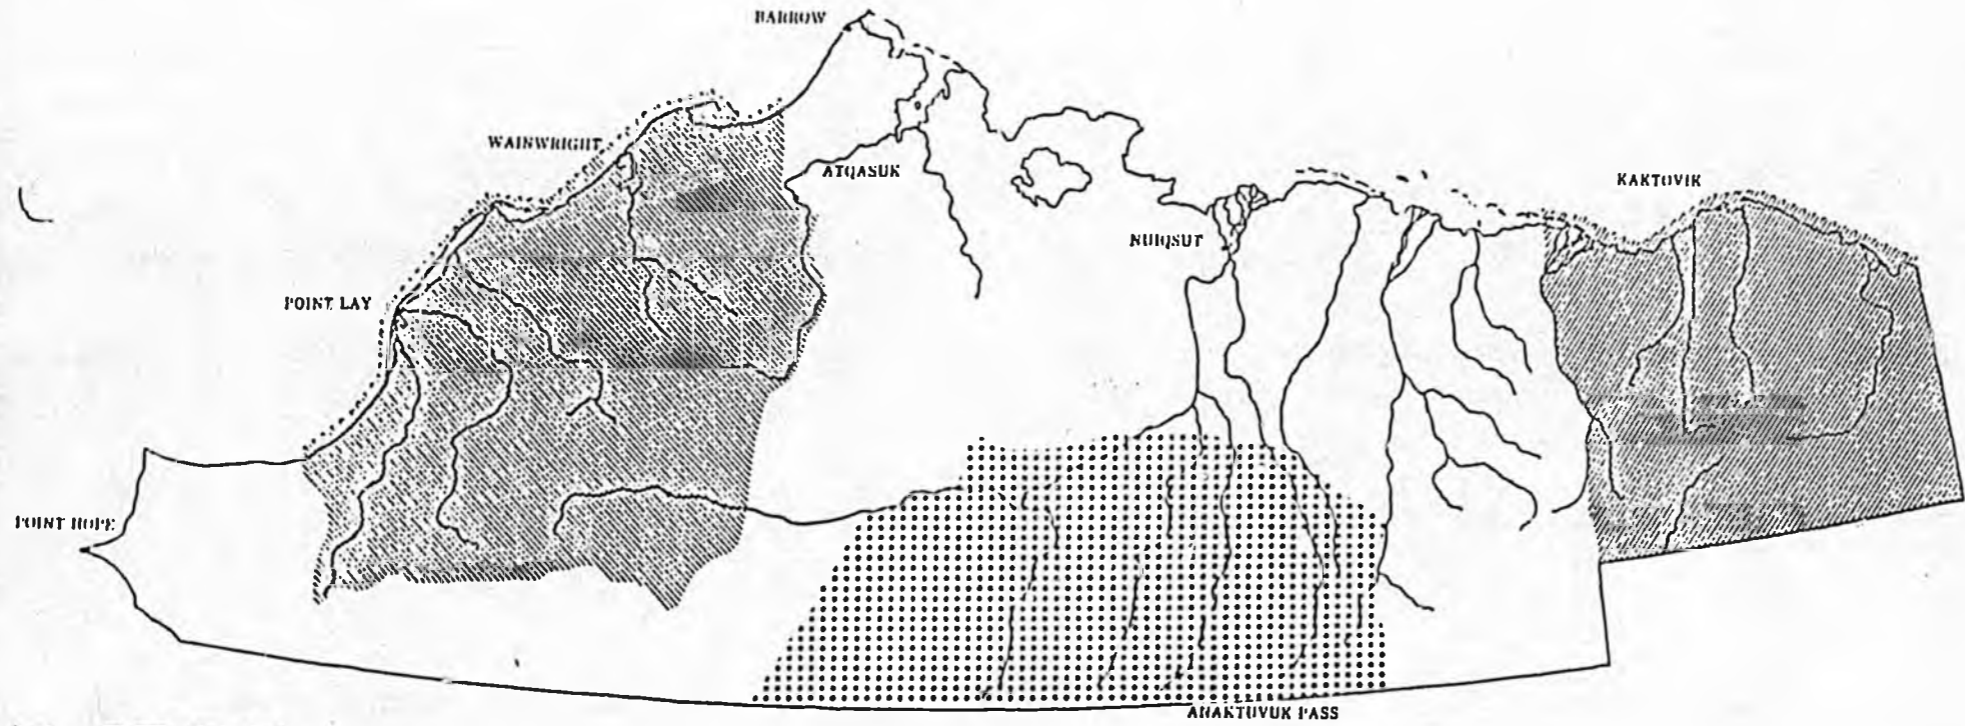 BARROW
WAINWRIGHT
ATQASUK
KAKTOVIK
NUIQSUT
POINT LAY
POINT HOPE
ANAKTUVUK PASS